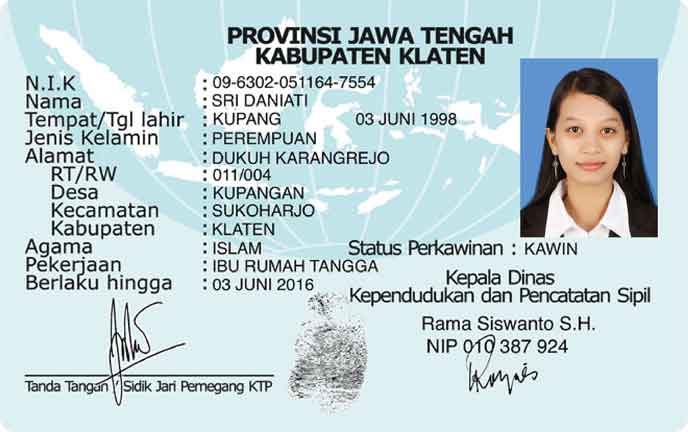 PROVINSI JAWA TENGAH
KABUPATEN KLATEN
N.I.K : 09-6302-051164-7554
Nama : SRI DANIATI
Tempat/Tgl lahir : KUPANG 03 JUNI 1998
Jenis Kelamin : PEREMPUAN
Alamat : DUKUH KARANGREJO
RT/RW : 011/004
Desa : KUPANGAN
Kecamatan : SUKOHARJO
Kabupaten : KLATEN
Agama : ISLAM
Status Perkawinan : KAWIN
Pekerjaan : IBU RUMAH TANGGA
Berlaku hingga : 03 JUNI 2016
Kepala Dinas
Kependudukan dan Pencatatan Sipil
Rama Siswanto S.H.
NIP 010 387 924
Tanda Tangan / Sidik Jari Pemegang KTP